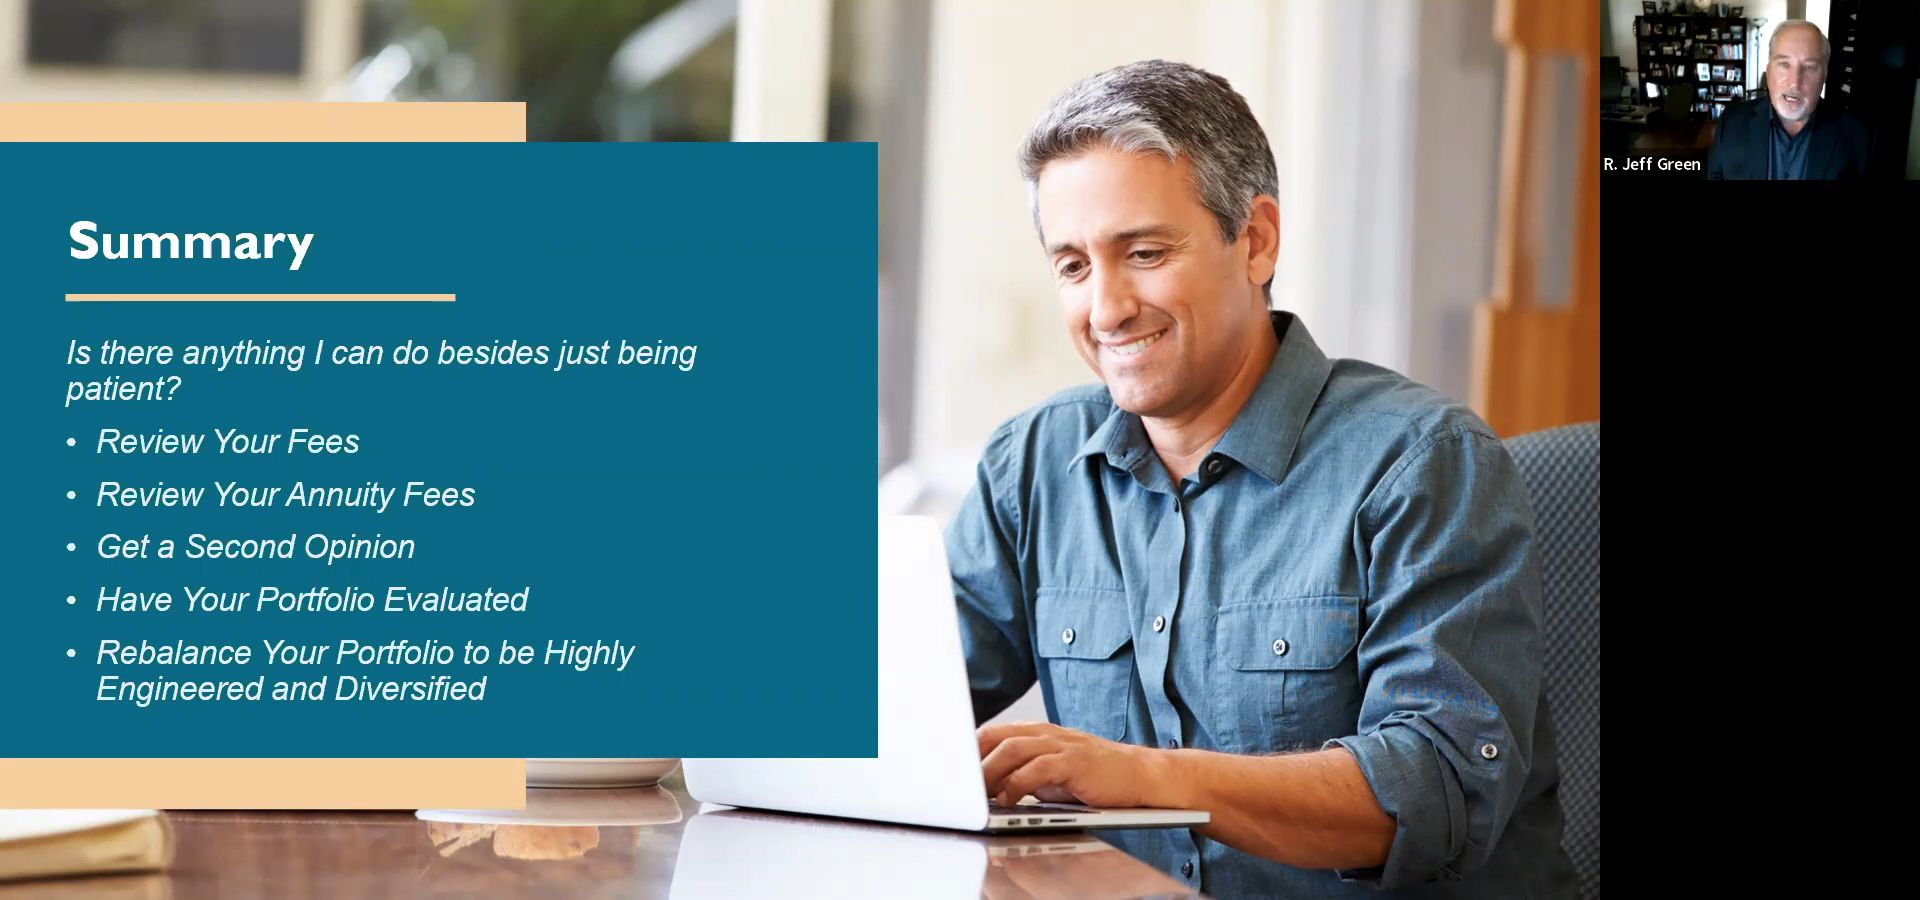 Summary
Is there anything I can do besides just being
patient?
• Review Your Fees
• Review Your Annuity Fees
• Get a Second Opinion
• Have Your Portfolio Evaluated
• Rebalance Your Portfolio to be Highly
Engineered and Diversified
R. Jeff Green